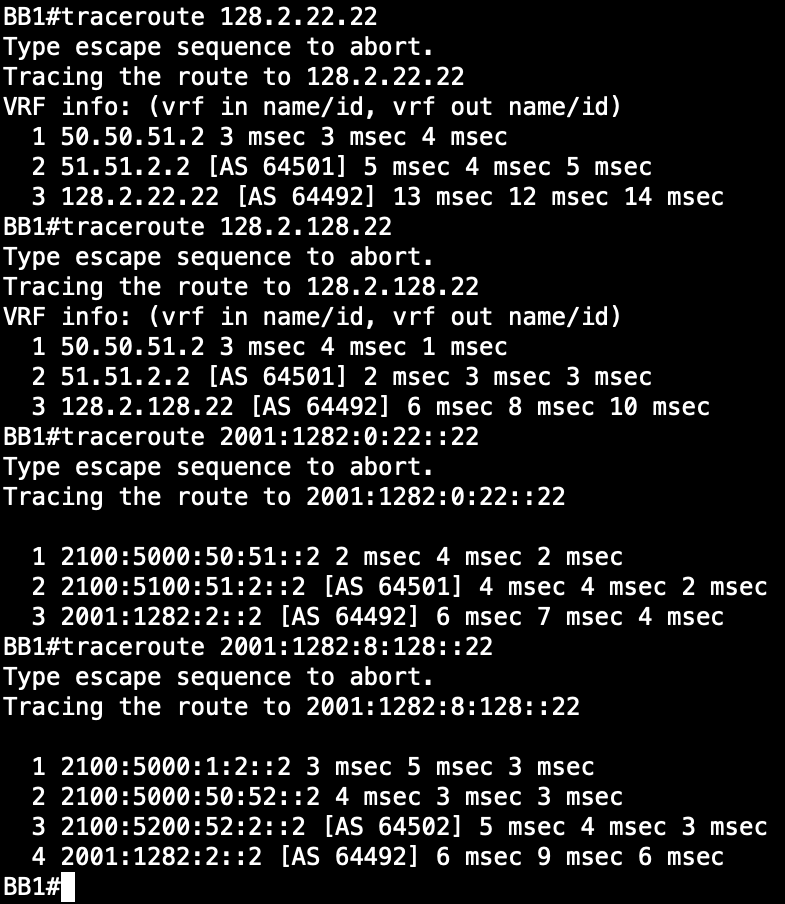 BB1#traceroute 128.2.22.22
Type escape sequence to abort.
Tracing the route to 128.2.22.22
VRF info: (vrf in name/id, vrf out name/id)
  1 50.50.51.2 3 msec 3 msec 4 msec
  2 51.51.2.2 [AS 64501] 5 msec 4 msec 5 msec
  3 128.2.22.22 [AS 64492] 13 msec 12 msec 14 msec
BB1#traceroute 128.2.128.22
Type escape sequence to abort.
Tracing the route to 128.2.128.22
VRF info: (vrf in name/id, vrf out name/id)
  1 50.50.51.2 3 msec 4 msec 1 msec
  2 51.51.2.2 [AS 64501] 2 msec 3 msec 3 msec
  3 128.2.128.22 [AS 64492] 6 msec 8 msec 10 msec
BB1#traceroute 2001:1282:0:22::22
Type escape sequence to abort.
Tracing the route to 2001:1282:0:22::22

  1 2100:5000:50:51::2 2 msec 4 msec 2 msec
  2 2100:5100:51:2::2 [AS 64501] 4 msec 4 msec 2 msec
  3 2001:1282:2::2 [AS 64492] 6 msec 7 msec 4 msec
BB1#traceroute 2001:1282:8:128::22
Type escape sequence to abort.
Tracing the route to 2001:1282:8:128::22

  1 2100:5000:1:2::2 3 msec 5 msec 3 msec
  2 2100:5000:50:52::2 4 msec 3 msec 3 msec
  3 2100:5200:52:2::2 [AS 64502] 5 msec 4 msec 3 msec
  4 2001:1282:2::2 [AS 64492] 6 msec 9 msec 6 msec
BB1#